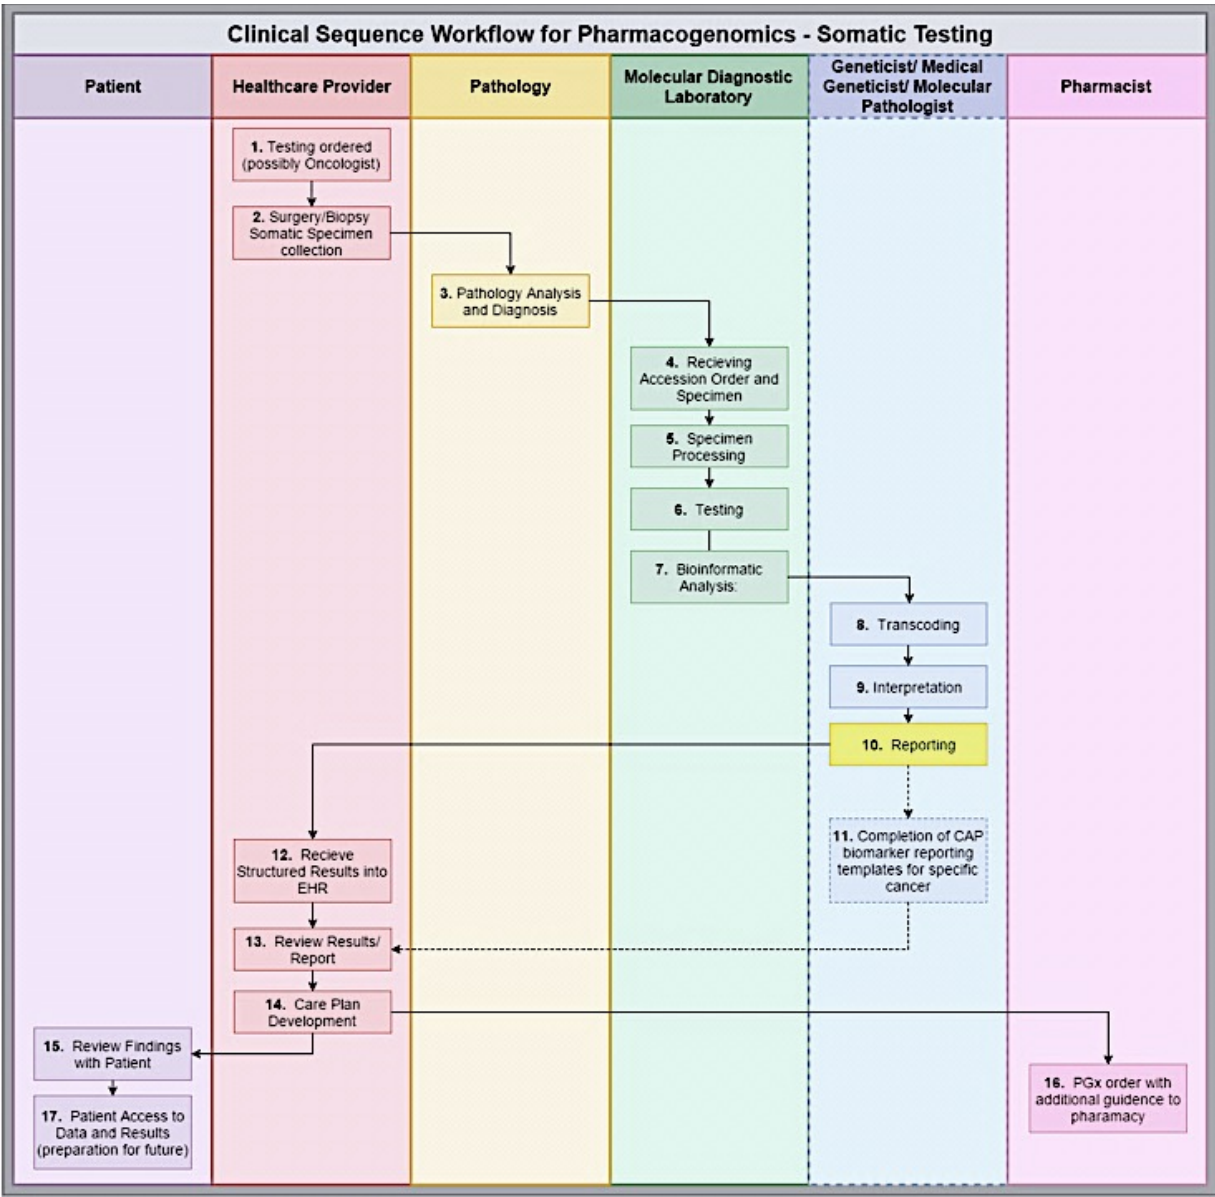 Clinical Sequence Workflow for Pharmacogenomics - Somatic Testing
Patient
Healthcare Provider
Pathology
Molecular Diagnostic
Laboratory
Geneticist/ Medical
Geneticist/ Molecular
Pathologist
Pharmacist
1. Testing ordered
(possibly Oncologist)
2. Surgery/Biopsy
Somatic Specimen
collection
3. Pathology Analysis
and Diagnosis
4. Recieving
Accession Order and
Specimen
5. Specimen
Processing
6. Testing
7. Bioinformatic
Analysis:
8. Transcoding
9. Interpretation
10. Reporting
11. Completion of CAP
biomarker reporting
templates for specific
cancer
12. Recieve
Structured Results into
EHR
13. Review Results/
Report
14. Care Plan
Development
15. Review Findings
with Patient
16. PGx order with
additional guidence to
pharamacy
17. Patient Access to
Data and Results
(preparation for future)